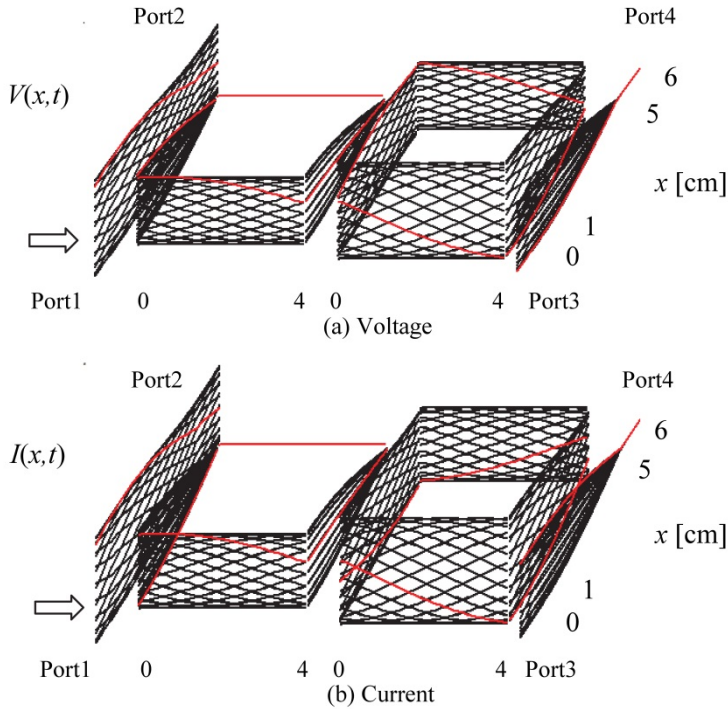 Port2
Port4
V(x,t)
6
5
x [cm]
1
0
Port1
0
4
0
4
Port3
(a) Voltage
Port2
Port4
I(x,t)
6
5
x [cm]
1
0
Port1
0
4
0
4
Port3
(b) Current